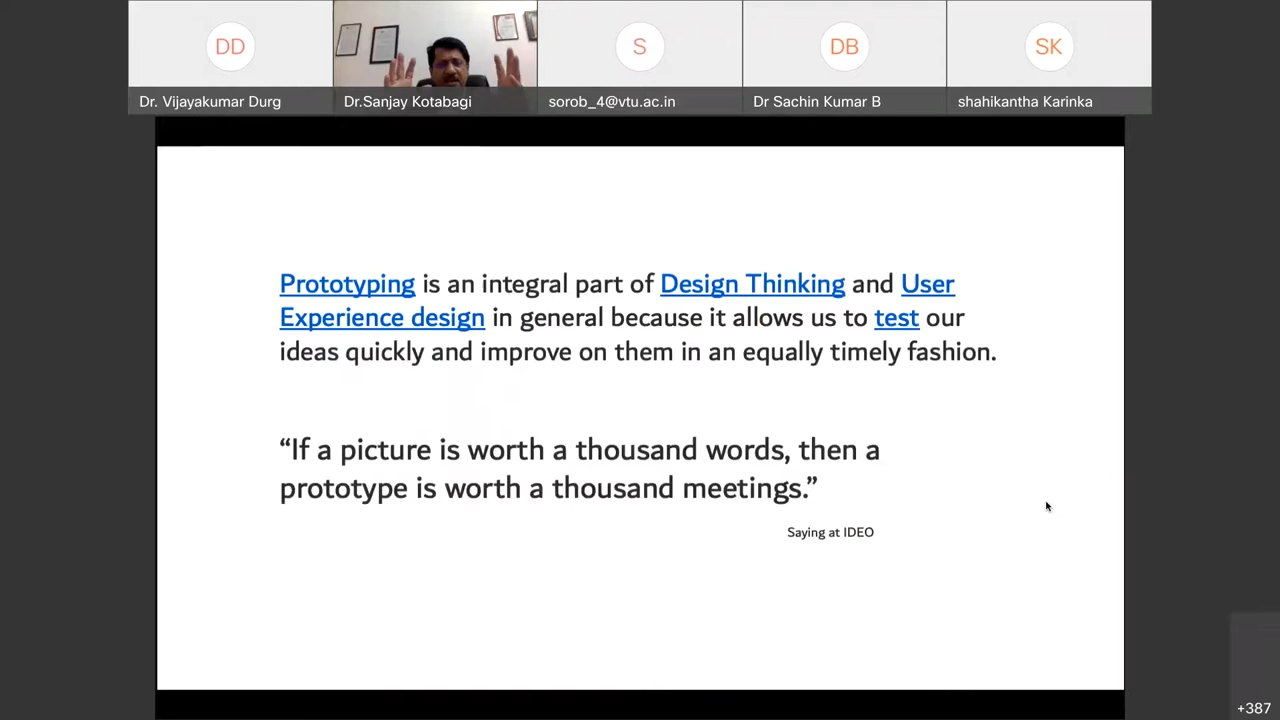 DD
S
DB
SK
Dr. Vijayakumar Durg
Dr.Sanjay Kotabagi
sorob_4@vtu.ac.in
Dr Sachin Kumar B
shahikantha Karinka
Prototyping is an integral part of Design Thinking and User
Experience design in general because it allows us to test our
ideas quickly and improve on them in an equally timely fashion.
“If a picture is worth a thousand words, then a
prototype is worth a thousand meetings.”
Saying at IDEO
+387